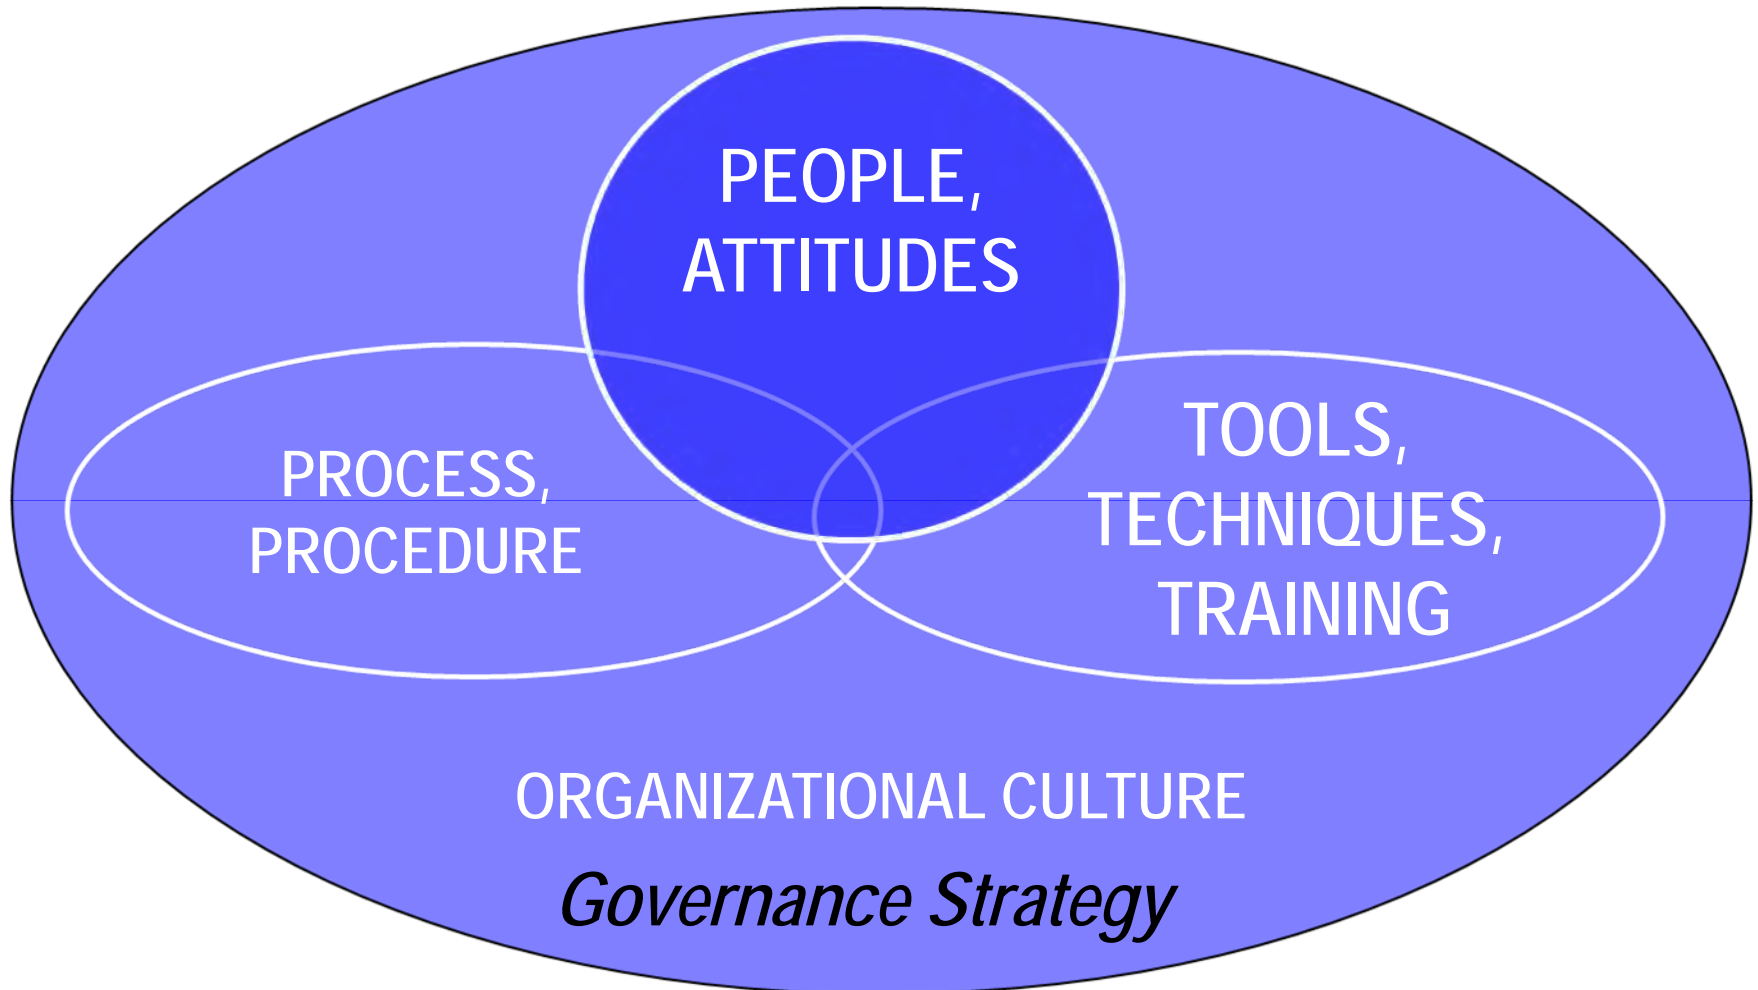 PEOPLE,
ATTITUDES
PROCESS,
PROCEDURE
TOOLS,
TECHNIQUES,
TRAINING
ORGANIZATIONAL CULTURE
Governance Strategy